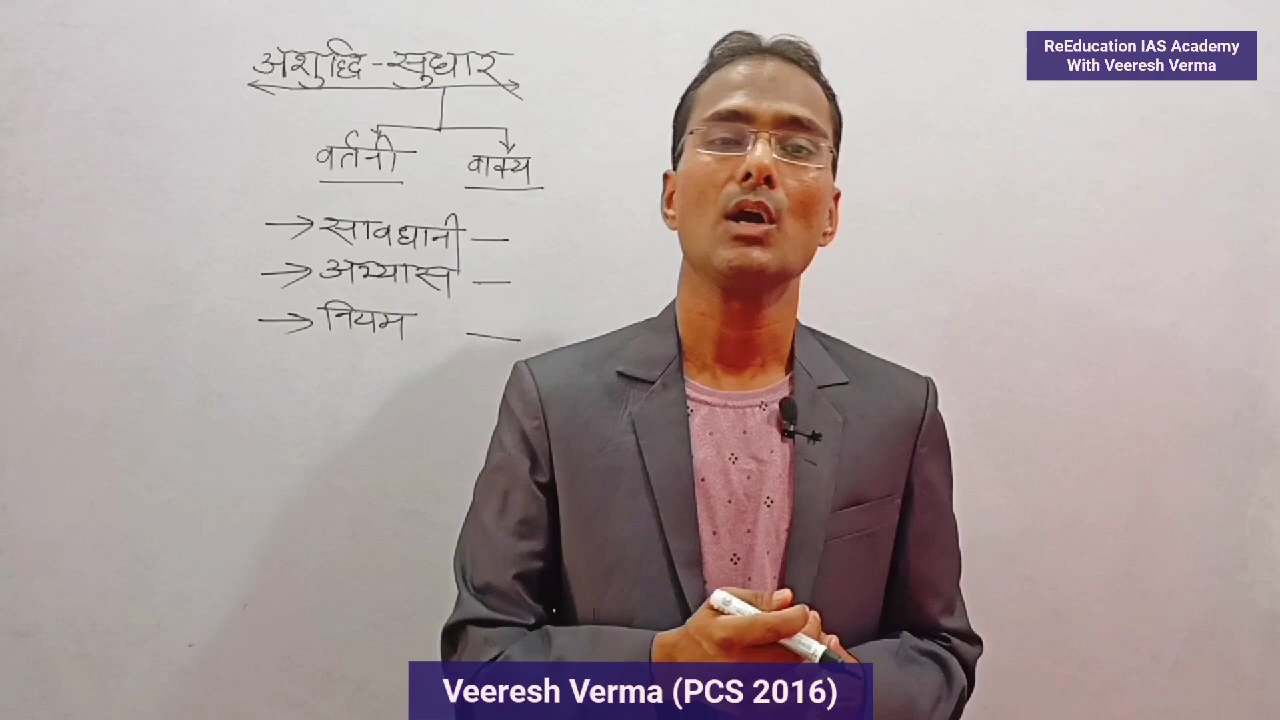 अशुद्धि-सुधार
वर्तनी वाक्य
→ सावधानी —
→ अभ्यास —
→ नियम —
ReEducation IAS Academy
With Veeresh Verma
Veeresh Verma (PCS 2016)